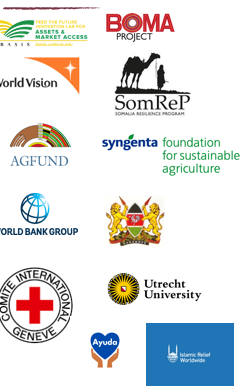 FEED THE FUTURE
INNOVATION LAB FOR
ASSETS &
MARKET ACCESS
BASIS
BOMA
PROJECT
World Vision
SomReP
SOMALIA RESILIENCE PROGRAM
AGFUND
syngenta foundation
for sustainable
agriculture
WORLD BANK GROUP
COMITE INTERNATIONAL
GENEVE
Utrecht
University
Ayuda
Islamic Relief
Worldwide